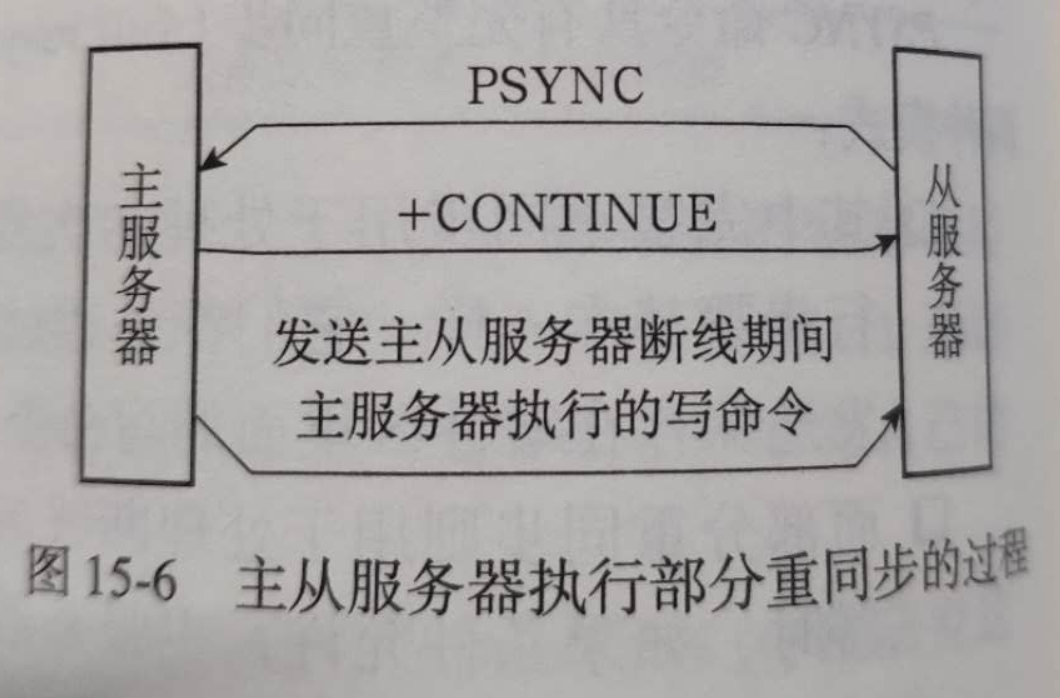 PSYNC
主服务器
+CONTINUE
从服务器
发送主从服务器断线期间
主服务器执行的写命令
图 15-6 主从服务器执行部分重同步的过程